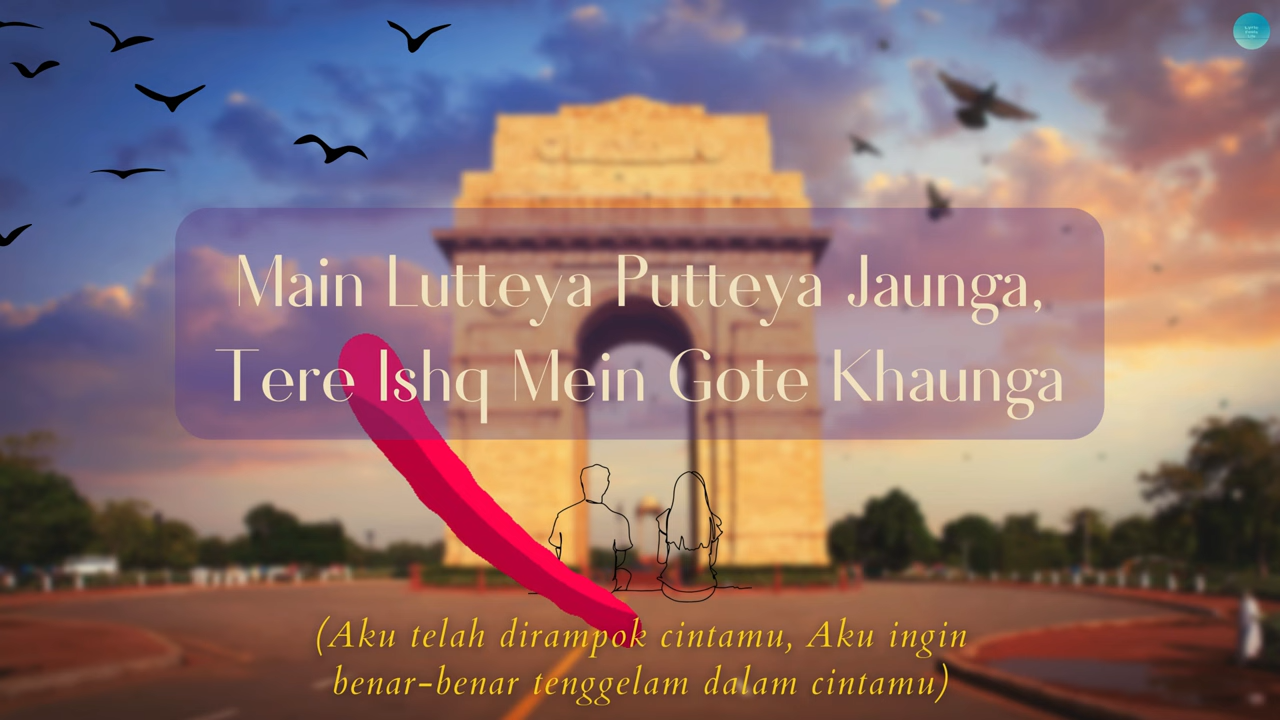 Main Lutteya Putteya Jaunga,
Tere Ishq Mein Gote Khaunga
(Aku telah dirampok cintamu, Aku ingin
benar-benar tenggelam dalam cintamu)